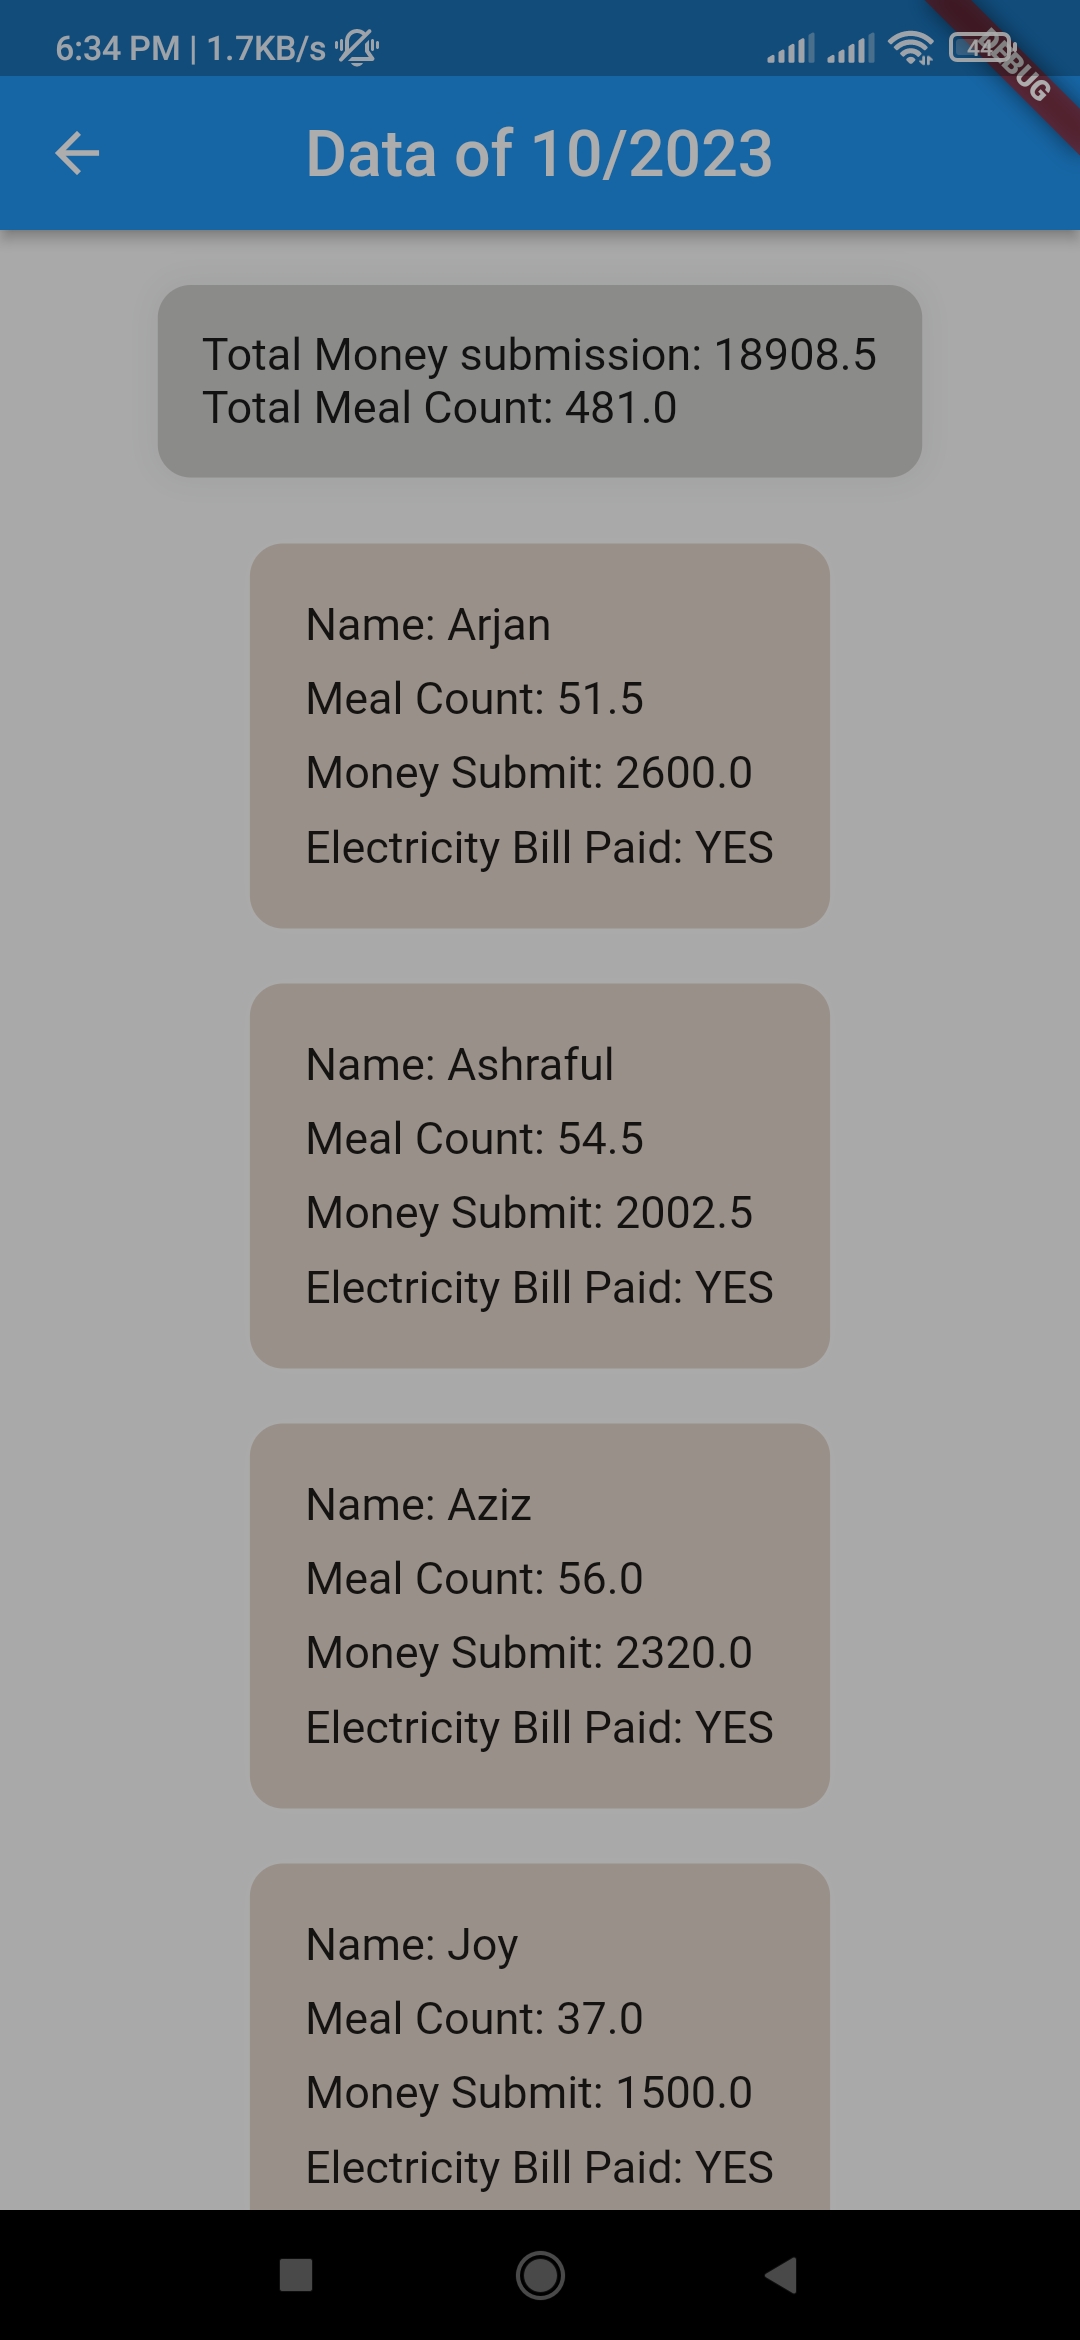 6:34 PM | 1.7KB/s
44
DEBUG
Data of 10/2023
Total Money submission: 18908.5
Total Meal Count: 481.0
Name: Arjan
Meal Count: 51.5
Money Submit: 2600.0
Electricity Bill Paid: YES
Name: Ashraful
Meal Count: 54.5
Money Submit: 2002.5
Electricity Bill Paid: YES
Name: Aziz
Meal Count: 56.0
Money Submit: 2320.0
Electricity Bill Paid: YES
Name: Joy
Meal Count: 37.0
Money Submit: 1500.0
Electricity Bill Paid: YES